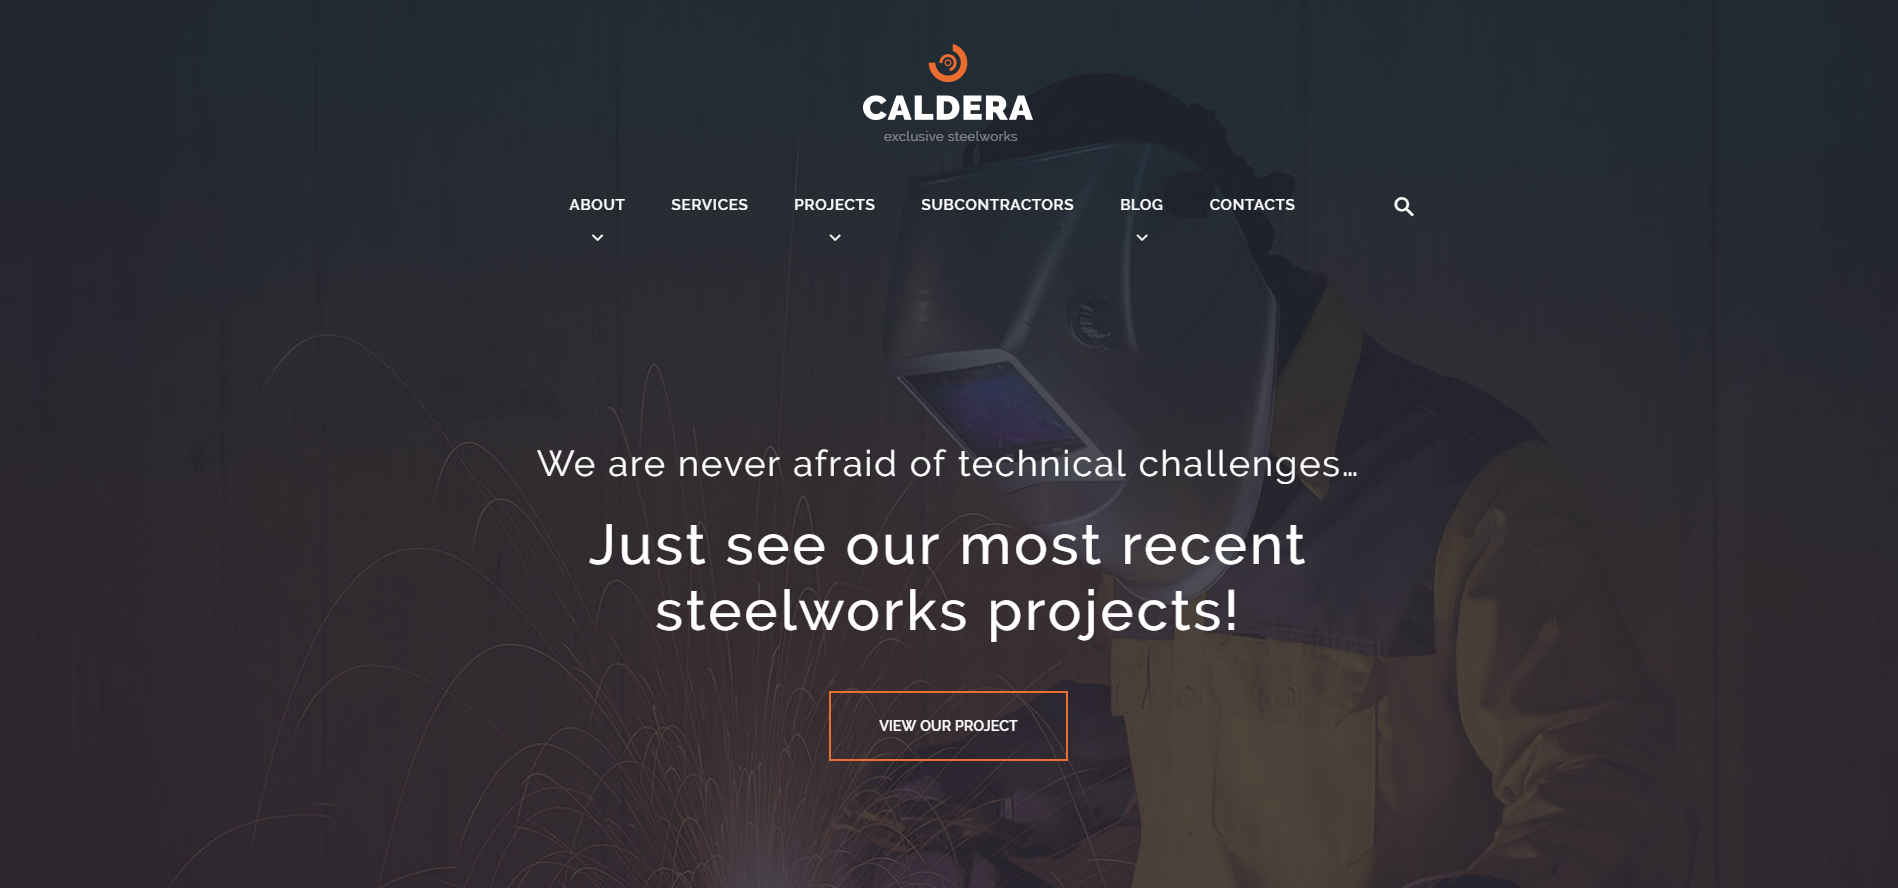 CALDERA
exclusive steelworks
ABOUT SERVICES PROJECTS SUBCONTRACTORS BLOG CONTACTS
We are never afraid of technical challenges…
Just see our most recent
steelworks projects!
VIEW OUR PROJECT